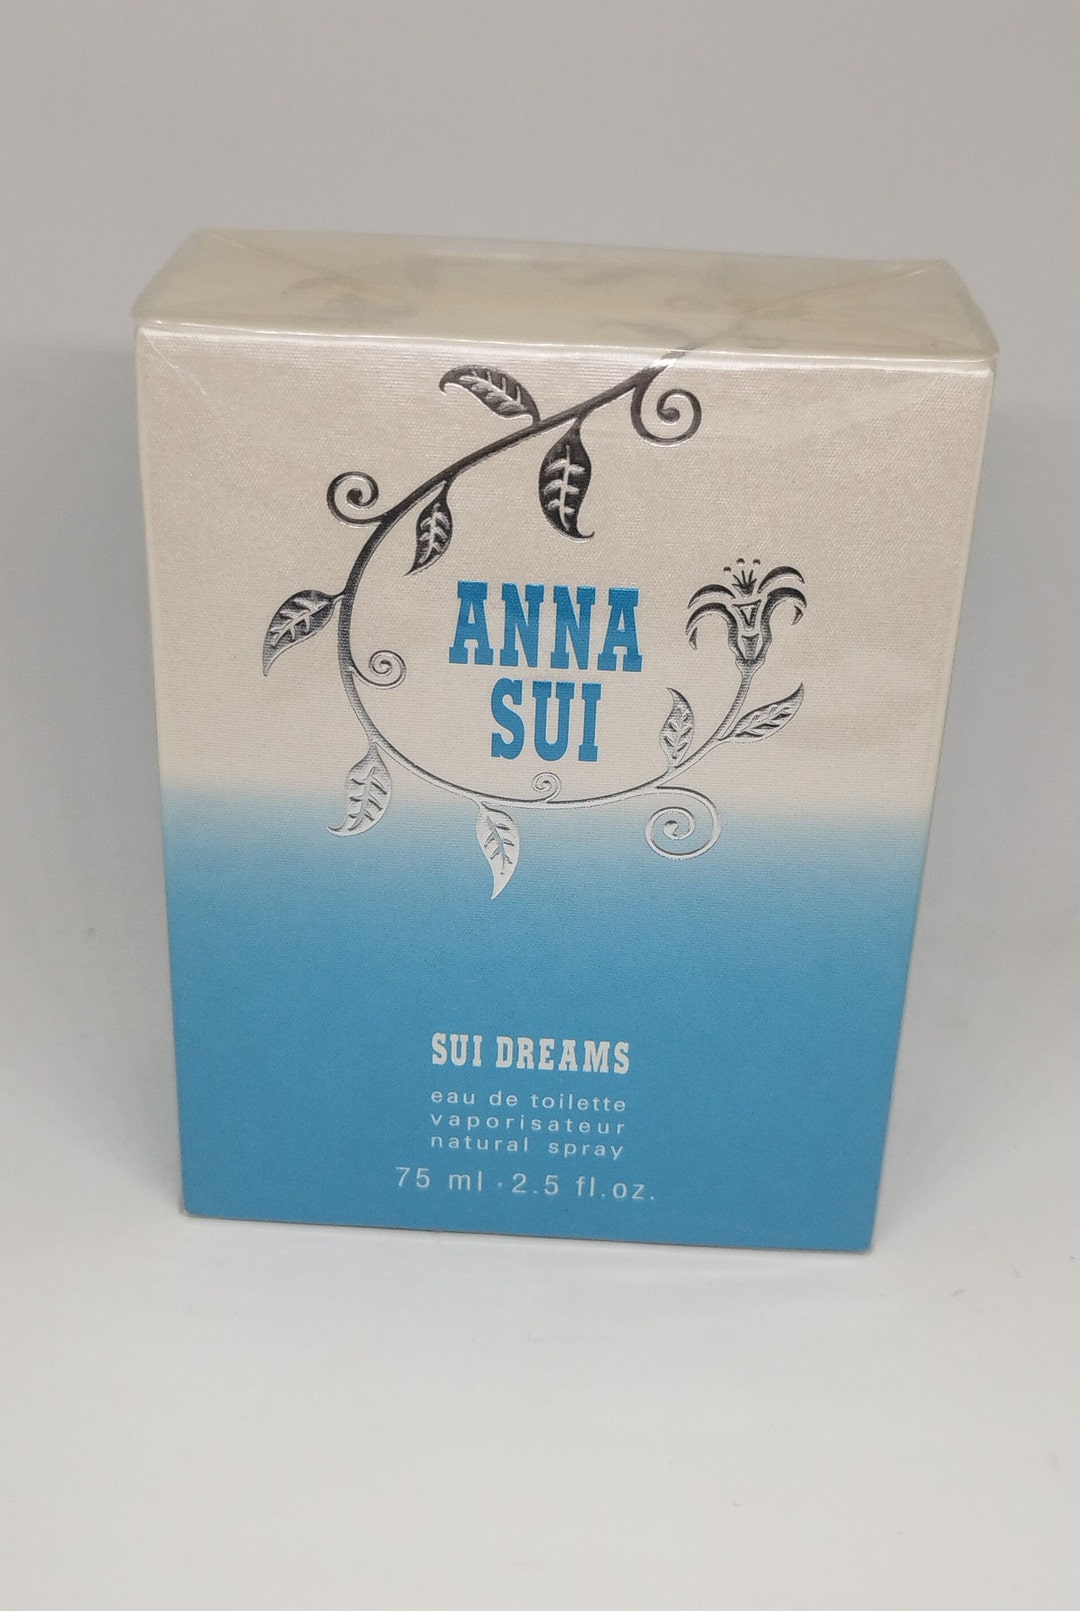 ANNA
SUI
SUI DREAMS
eau de toilette
vaporisateur
natural spray
75 ml · 2.5 fl.oz.